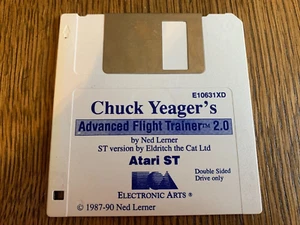 E10631XD
Chuck Yeager's
Advanced Flight Trainer™ 2.0
by Ned Lerner
ST version by Eldritch the Cat Ltd
Atari ST
Double Sided
Drive only
EA
ELECTRONIC ARTS ®
© 1987-90 Ned Lerner